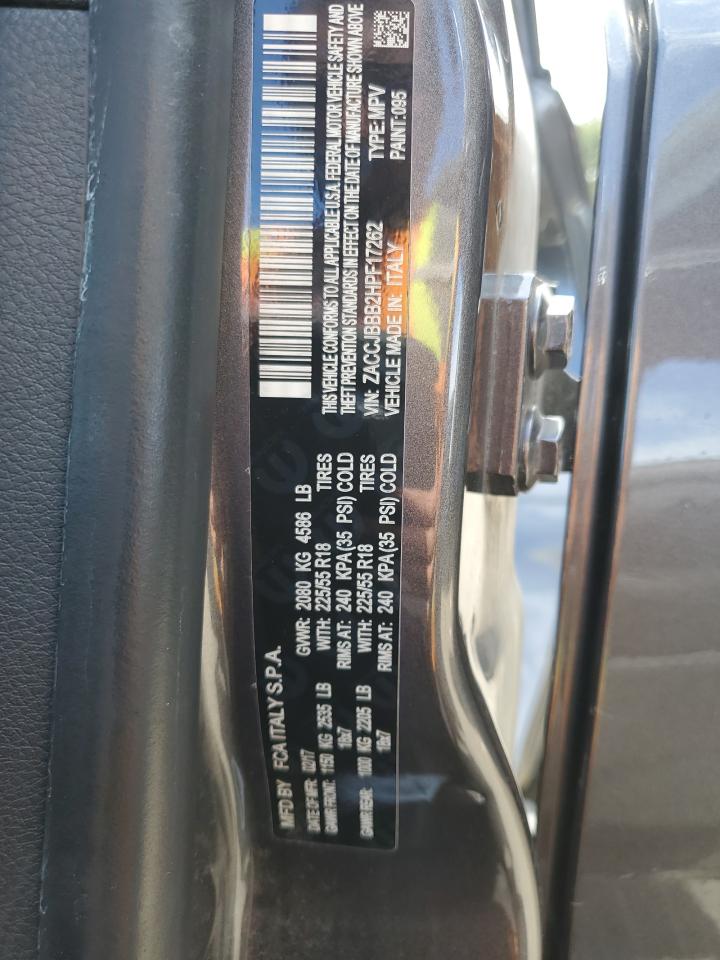 MFD BY FCA ITALY S.P.A.
DATE OF MFR: 02/17 GVWR: 2080 KG 4586 LB
GAWR FRONT: 1150 KG 2535 LB WITH: 225/55 R18 TIRES
18x7 RIMS AT: 240 KPA(35 PSI) COLD
GAWR REAR: 1000 KG 2205 LB WITH: 225/55 R18 TIRES
18x7 RIMS AT: 240 KPA(35 PSI) COLD
THIS VEHICLE CONFORMS TO ALL APPLICABLE U.S.A. FEDERAL MOTOR VEHICLE SAFETY AND
THEFT PREVENTION STANDARDS IN EFFECT ON THE DATE OF MANUFACTURE SHOWN ABOVE
VIN: ZACCJBBB2HPF17262 TYPE: MPV
VEHICLE MADE IN: ITALY PAINT: 095